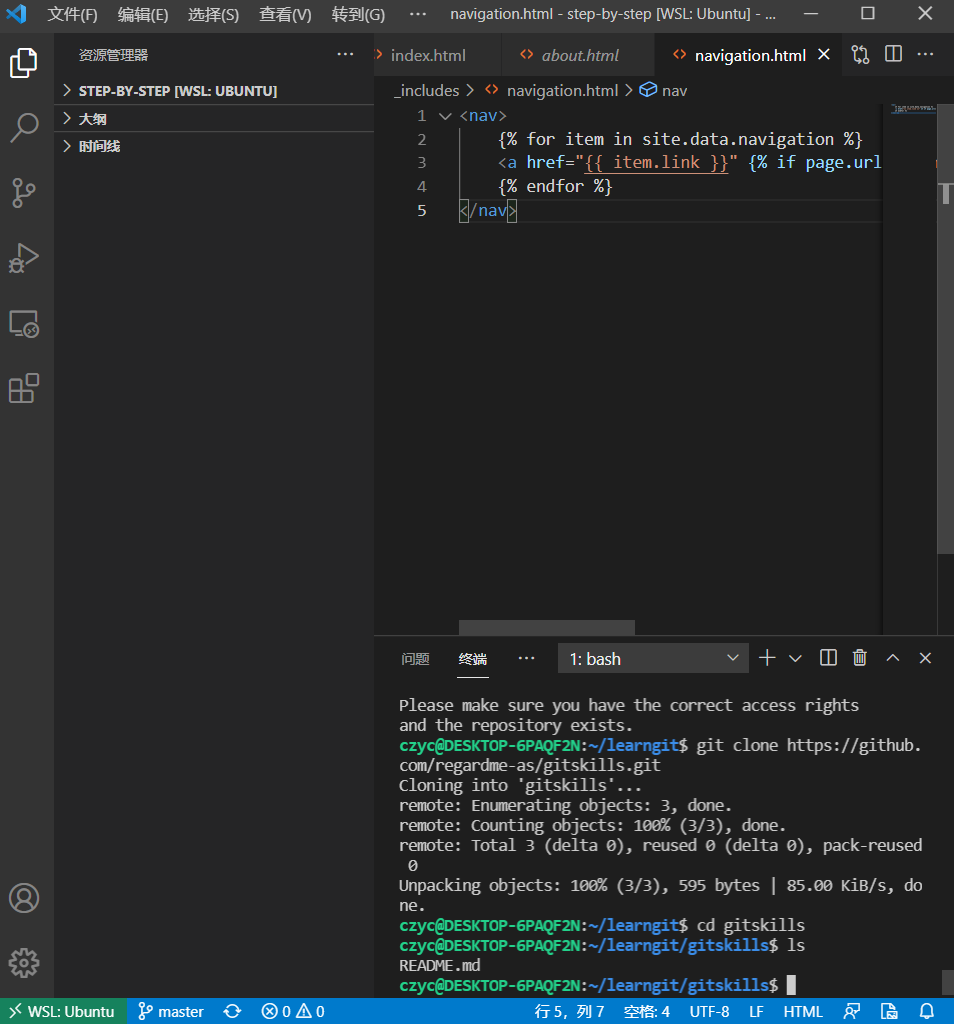 文件(F) 编辑(E) 选择(S) 查看(V) 转到(G) ··· navigation.html - step-by-step [WSL: Ubuntu] - ...
资源管理器 ···
index.html about.html navigation.html ···
STEP-BY-STEP [WSL: UBUNTU]
大纲
时间线
_includes > navigation.html > nav
1 <nav>
2 {% for item in site.data.navigation %}
3 <a href="{{ item.link }}" {% if page.url
4 {% endfor %}
5 </nav>
问题 终端 ··· 1: bash
Please make sure you have the correct access rights
and the repository exists.
czyc@DESKTOP-6PAQF2N:~/learngit$ git clone https://github.
com/regardme-as/gitskills.git
Cloning into 'gitskills'...
remote: Enumerating objects: 3, done.
remote: Counting objects: 100% (3/3), done.
remote: Total 3 (delta 0), reused 0 (delta 0), pack-reused
0
Unpacking objects: 100% (3/3), 595 bytes | 85.00 KiB/s, do
ne.
czyc@DESKTOP-6PAQF2N:~/learngit$ cd gitskills
czyc@DESKTOP-6PAQF2N:~/learngit/gitskills$ ls
README.md
czyc@DESKTOP-6PAQF2N:~/learngit/gitskills$
WSL: Ubuntu master 0 0 行 5，列 7 空格: 4 UTF-8 LF HTML